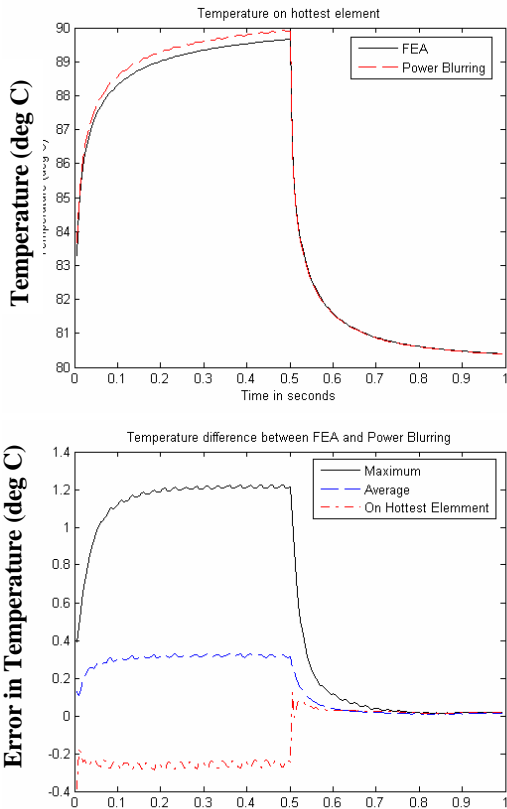 Temperature on hottest element
90
89
88
87
86
85
84
83
82
81
80
Temperature (deg C)
FEA
Power Blurring
0 0.1 0.2 0.3 0.4 0.5 0.6 0.7 0.8 0.9 1
Time in seconds
Temperature difference between FEA and Power Blurring
1.4
1.2
1
0.8
0.6
0.4
0.2
0
-0.2
-0.4
Error in Temperature (deg C)
Maximum
Average
On Hottest Elemment
0 0.1 0.2 0.3 0.4 0.5 0.6 0.7 0.8 0.9 1